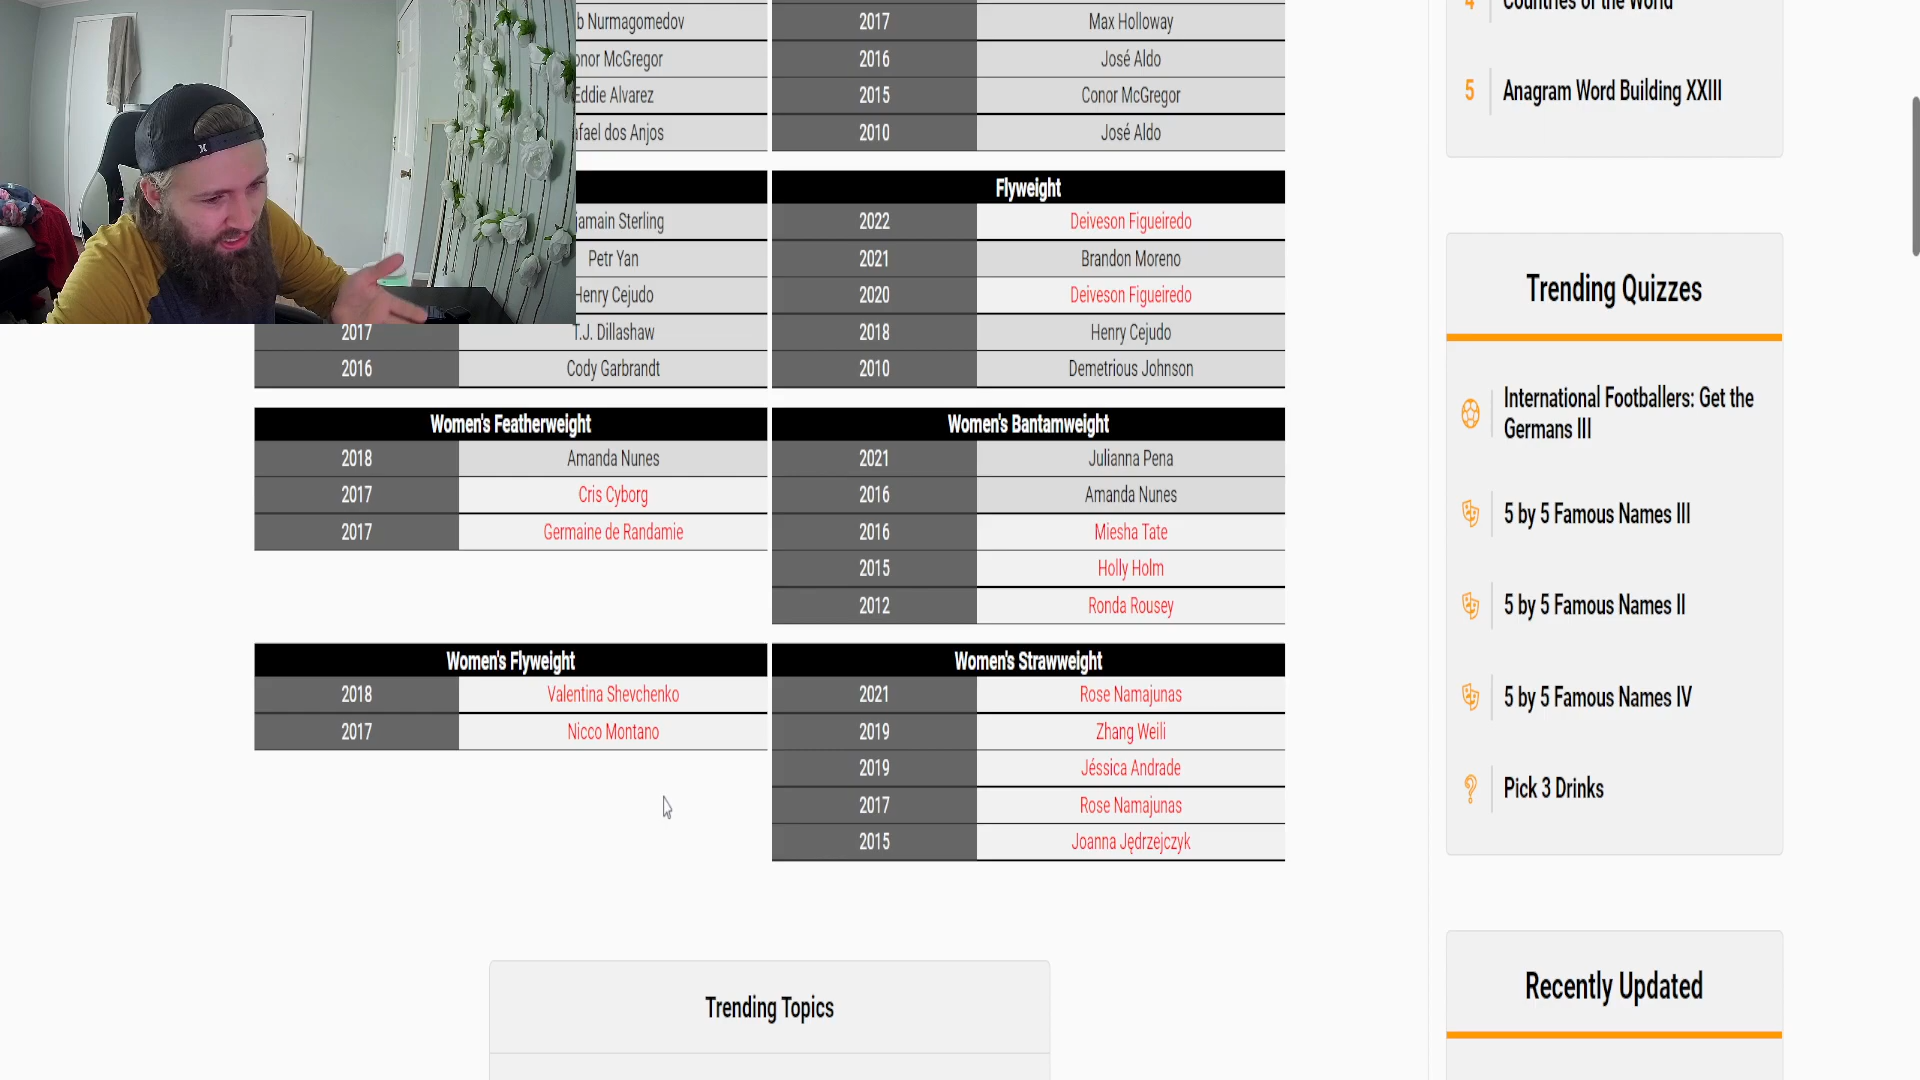 Nurmagomedov
McGregor
Eddie Alvarez
dos Anjos
2017 Max Holloway
2016 José Aldo
2015 Conor McGregor
2010 José Aldo
Sterling
Petr Yan
Henry Cejudo
2017 T.J. Dillashaw
2016 Cody Garbrandt
Flyweight
2022 Deiveson Figueiredo
2021 Brandon Moreno
2020 Deiveson Figueiredo
2018 Henry Cejudo
2010 Demetrious Johnson
Women's Featherweight
2018 Amanda Nunes
2017 Cris Cyborg
2017 Germaine de Randamie
Women's Bantamweight
2021 Julianna Pena
2016 Amanda Nunes
2016 Miesha Tate
2015 Holly Holm
2012 Ronda Rousey
Women's Flyweight
2018 Valentina Shevchenko
2017 Nicco Montano
Women's Strawweight
2021 Rose Namajunas
2019 Zhang Weili
2019 Jéssica Andrade
2017 Rose Namajunas
2015 Joanna Jędrzejczyk
Trending Topics
4 Countries of the World
5 Anagram Word Building XXIII
Trending Quizzes
International Footballers: Get the
Germans III
5 by 5 Famous Names III
5 by 5 Famous Names II
5 by 5 Famous Names IV
Pick 3 Drinks
Recently Updated